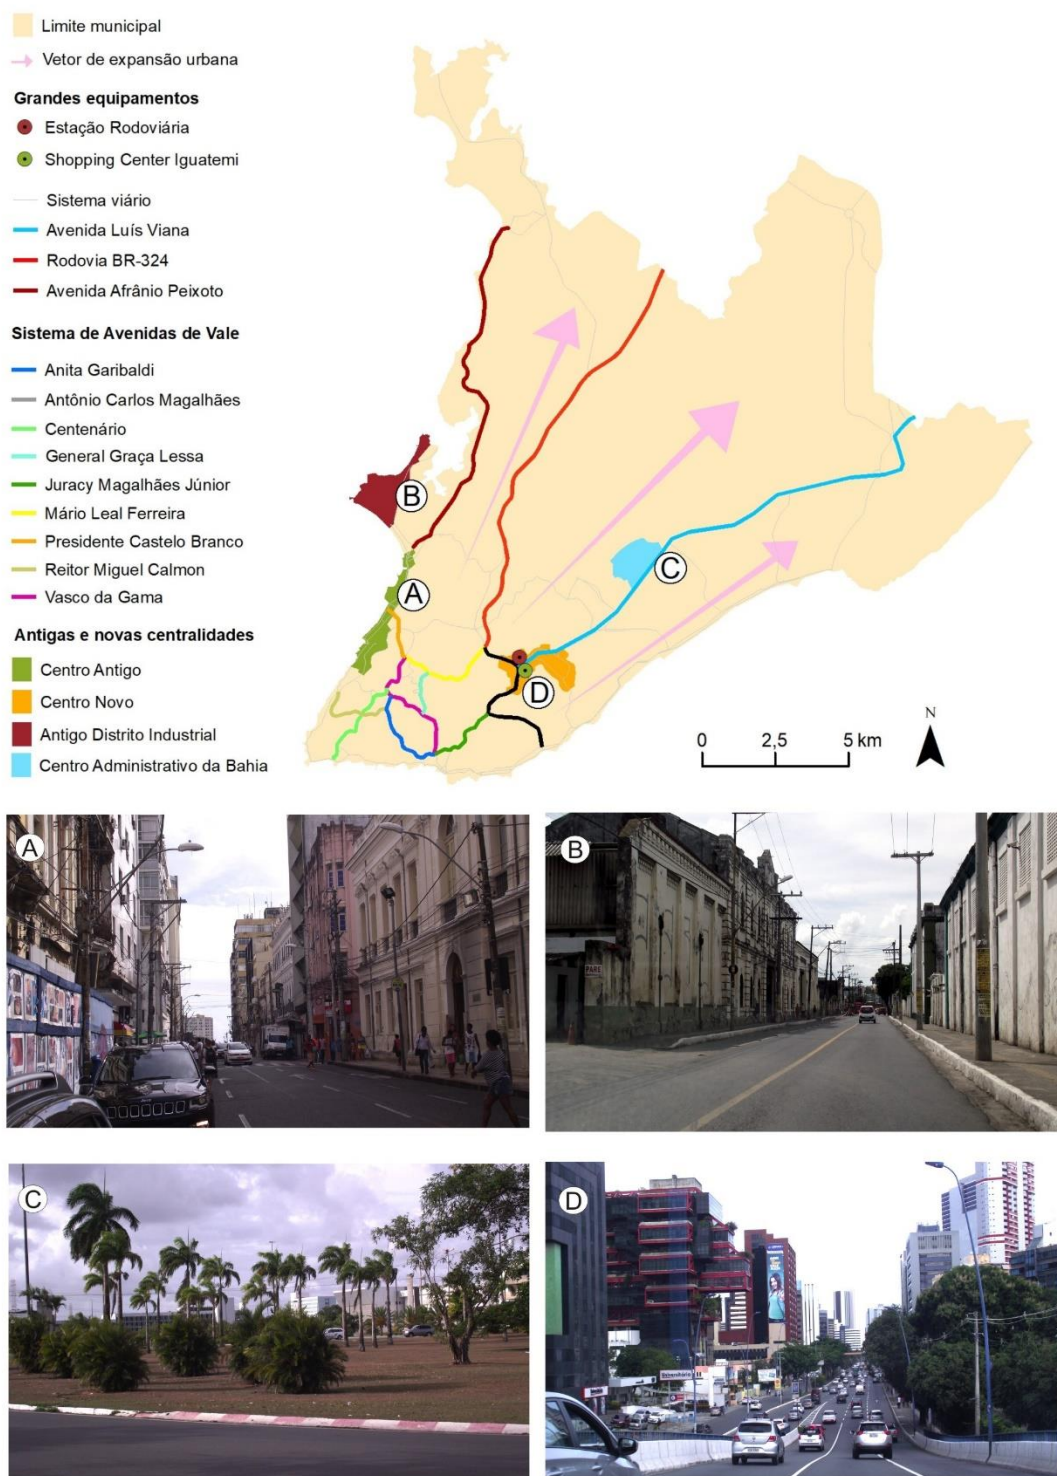 Limite municipal
Vetor de expansão urbana
Grandes equipamentos
Estação Rodoviária
Shopping Center Iguatemi
Sistema viário
Avenida Luís Viana
Rodovia BR-324
Avenida Afrânio Peixoto
Sistema de Avenidas de Vale
Anita Garibaldi
Antônio Carlos Magalhães
Centenário
General Graça Lessa
Juracy Magalhães Júnior
Mário Leal Ferreira
Presidente Castelo Branco
Reitor Miguel Calmon
Vasco da Gama
Antigas e novas centralidades
Centro Antigo
Centro Novo
Antigo Distrito Industrial
Centro Administrativo da Bahia
B
A
C
D
N
0 2,5 5 km
A
B
PARE
C
D